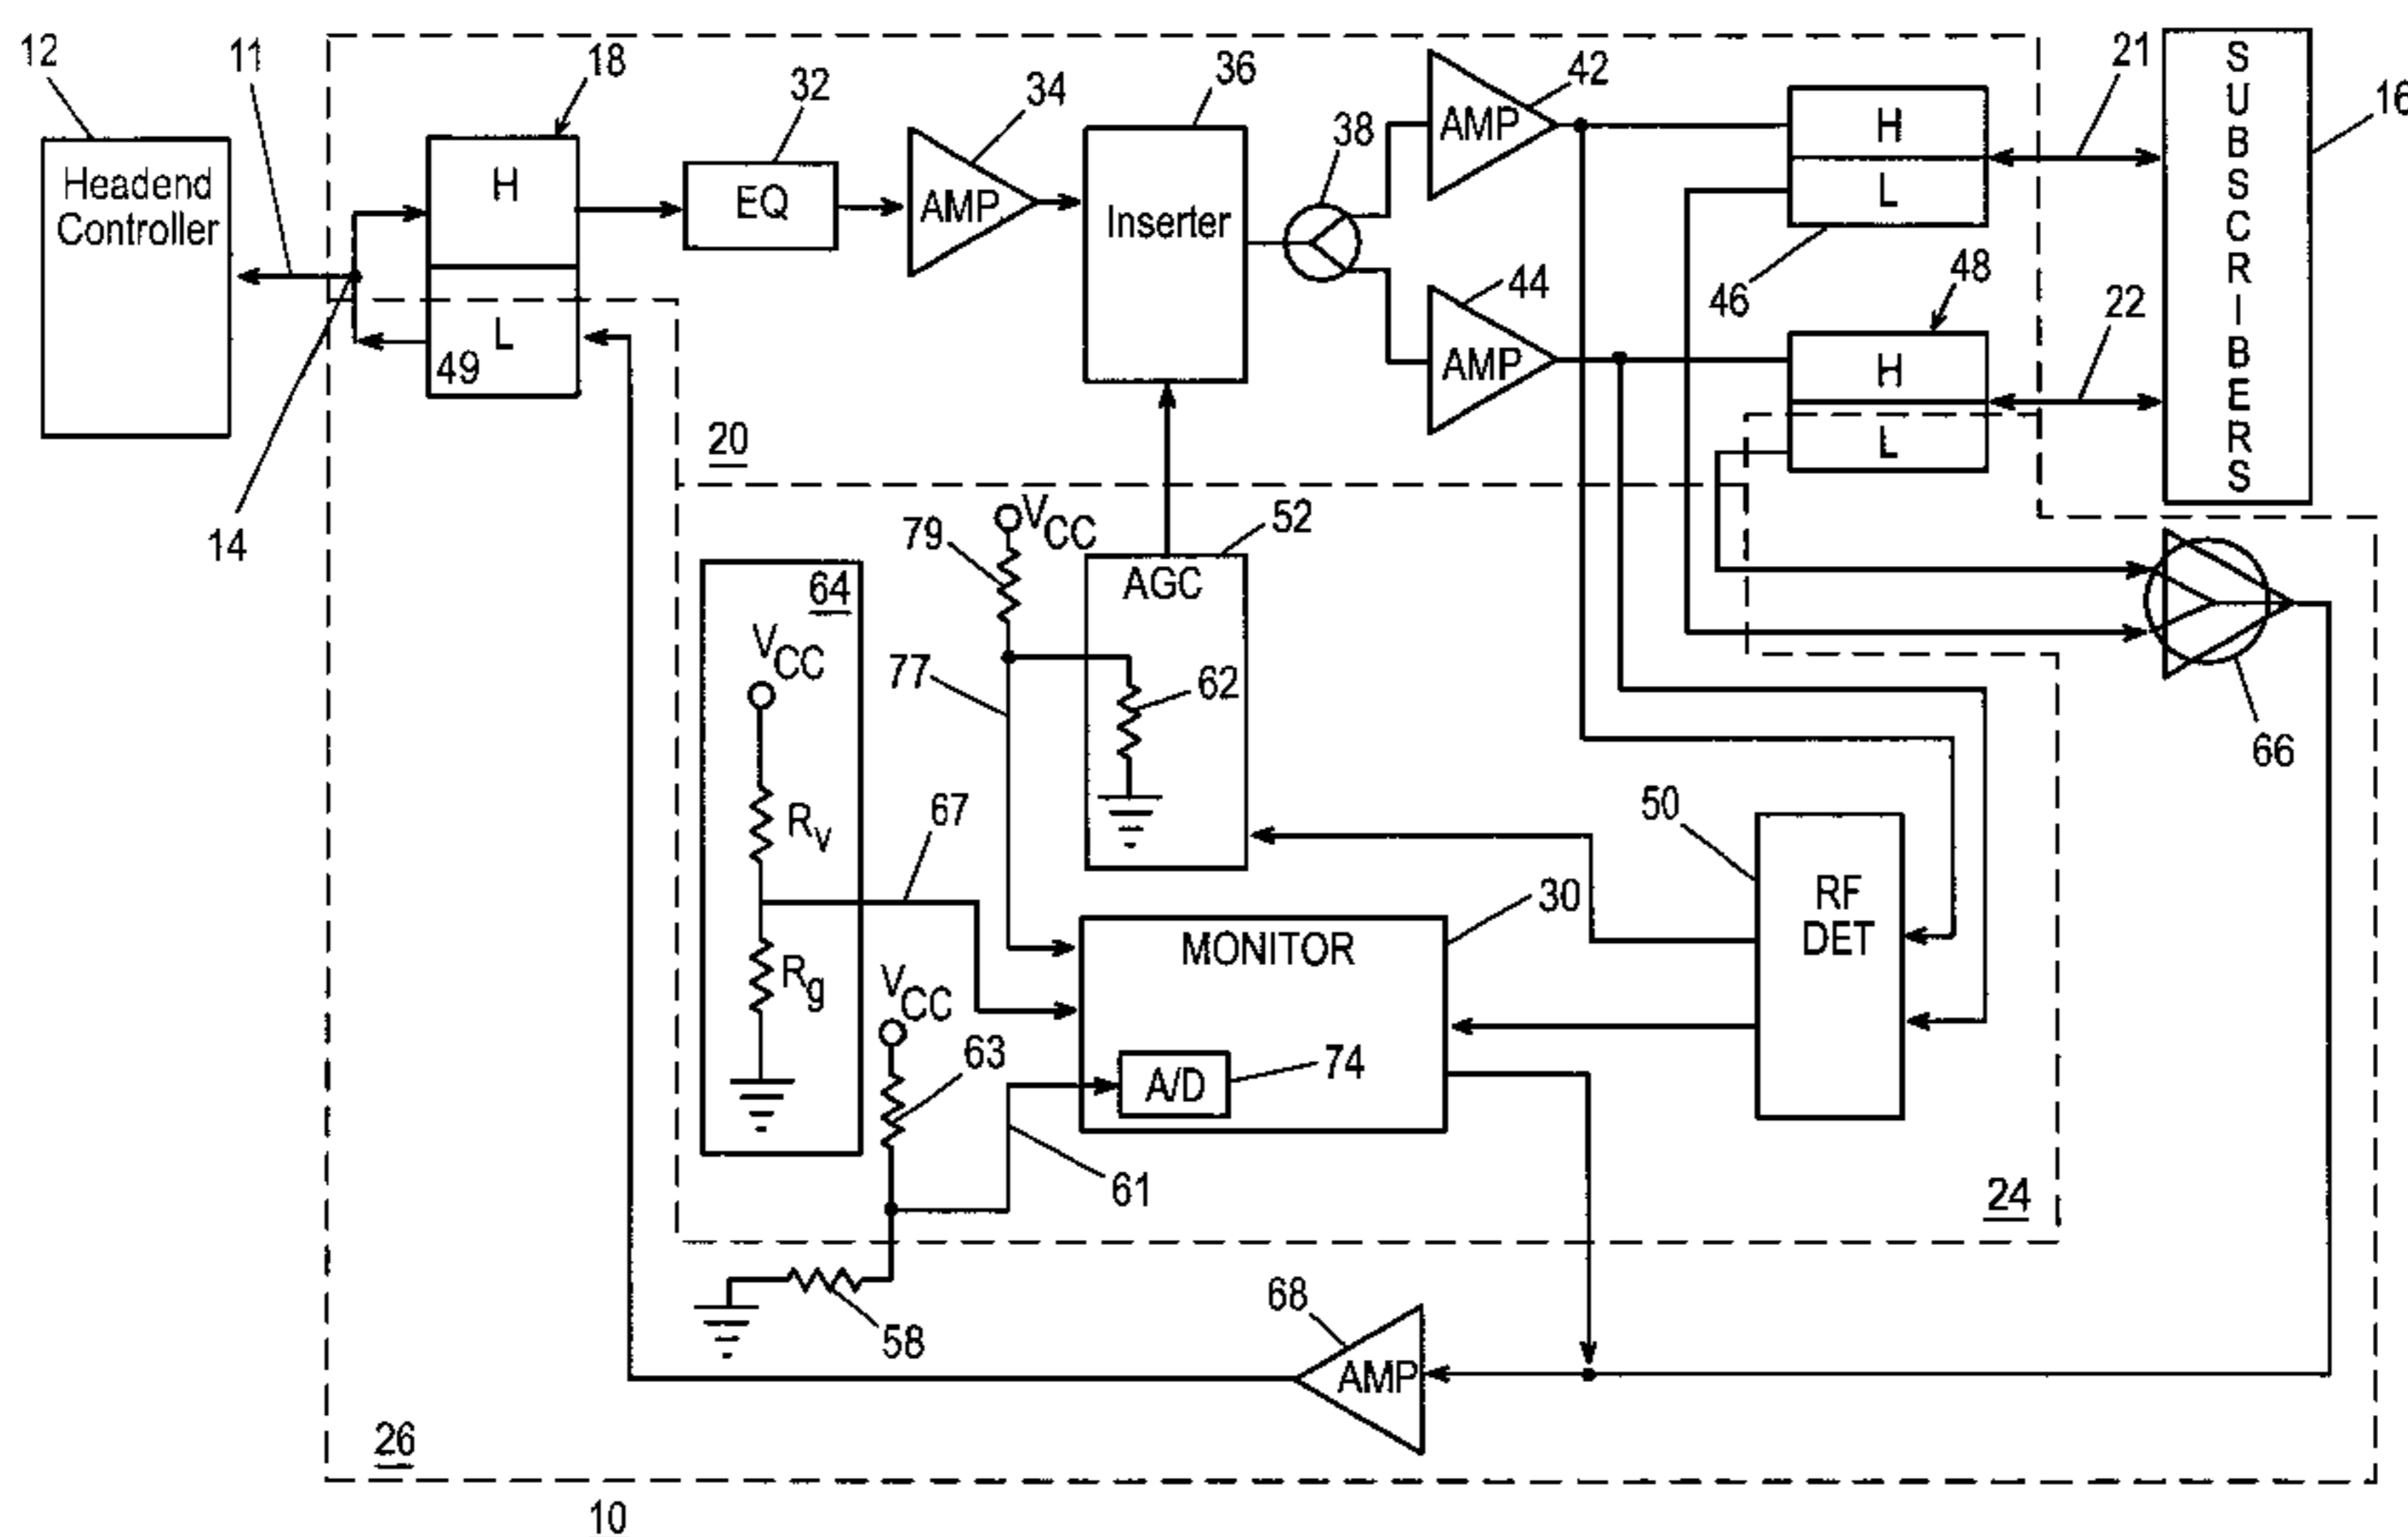 12
11
18
32
34
36
42
38
21
16
Headend
Controller
H
L
49
EQ
AMP
Inserter
AMP
44
AMP
H
L
46
48
H
L
22
SUBSCRIBERS
14
20
79
VCC
52
AGC
64
VCC
77
62
66
RV
67
50
RF
DET
30
MONITOR
Rg
VCC
63
A/D
74
61
24
58
68
AMP
26
10